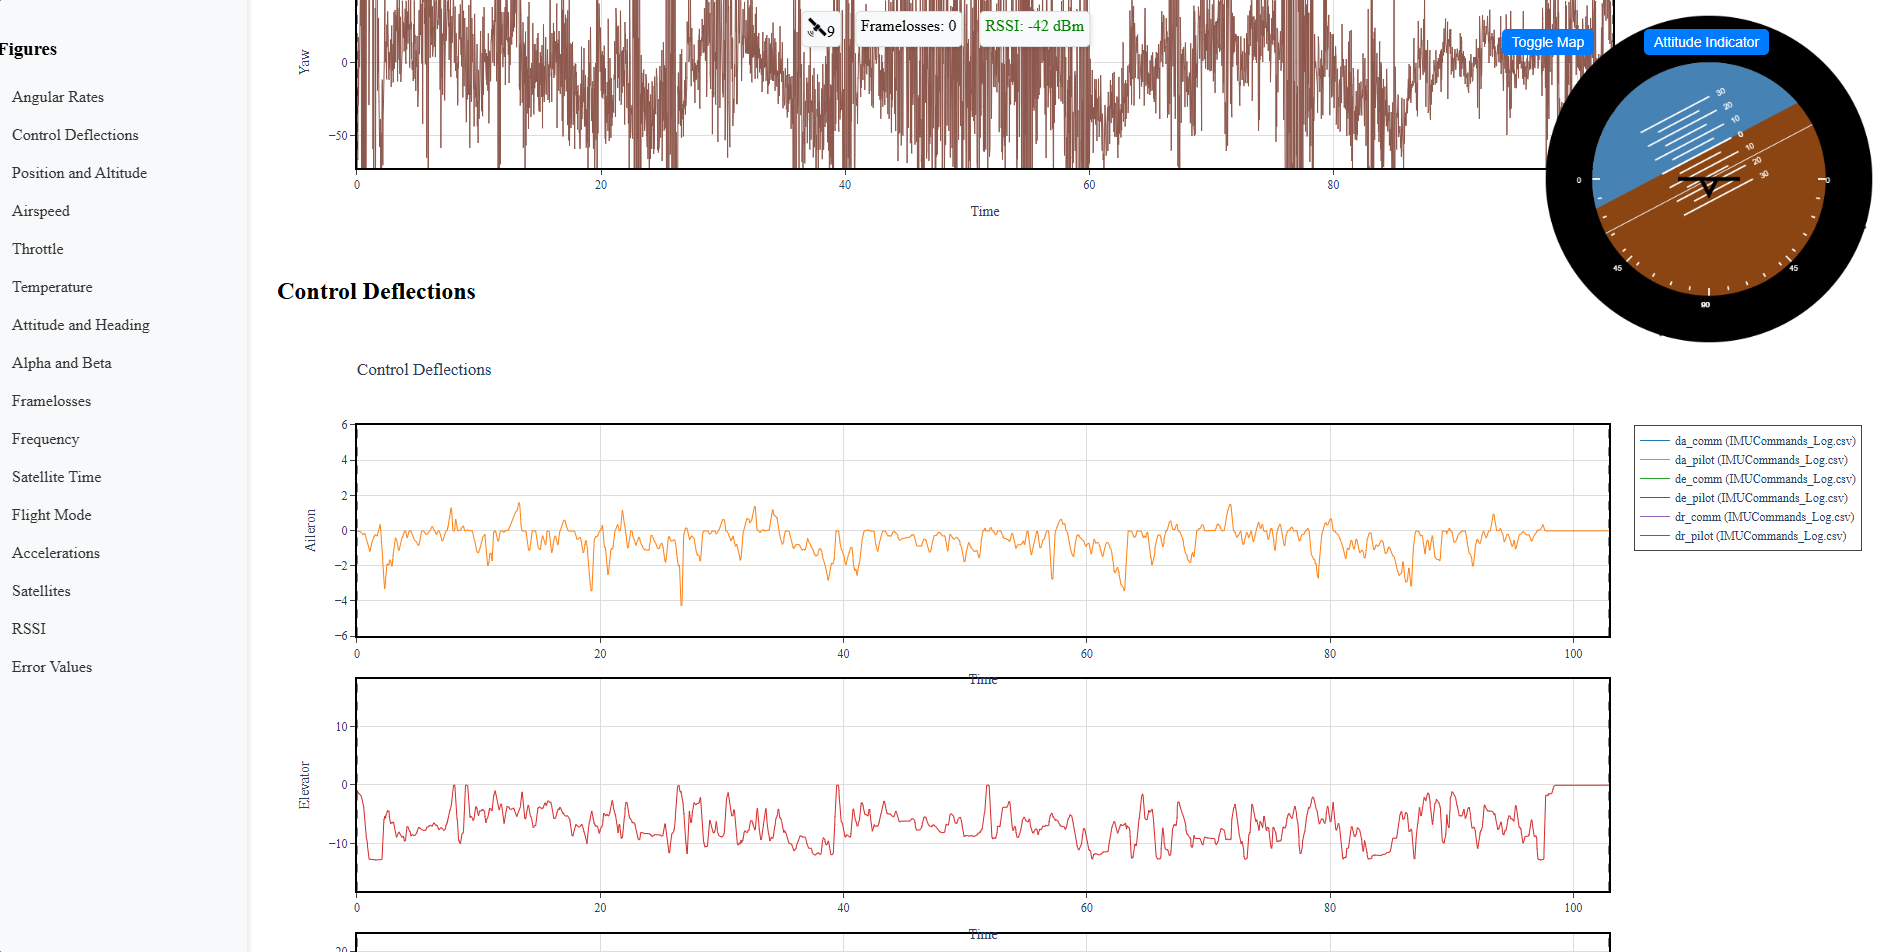 Figures
Angular Rates
Control Deflections
Position and Altitude
Airspeed
Throttle
Temperature
Attitude and Heading
Alpha and Beta
Framelosses
Frequency
Satellite Time
Flight Mode
Accelerations
Satellites
RSSI
Error Values
9
Framelosses: 0
RSSI: -42 dBm
Toggle Map
Attitude Indicator
Yaw
0
−50
0 20 40 60 80
Time
30
20
10
0
10
20
30
0 0
45 45
90
Control Deflections
Control Deflections
Aileron
6
4
2
0
−2
−4
−6
0 20 40 60 80 100
Time
da_comm (IMUCommands_Log.csv)
da_pilot (IMUCommands_Log.csv)
de_comm (IMUCommands_Log.csv)
de_pilot (IMUCommands_Log.csv)
dr_comm (IMUCommands_Log.csv)
dr_pilot (IMUCommands_Log.csv)
Elevator
10
0
−10
0 20 40 60 80 100
Time
20